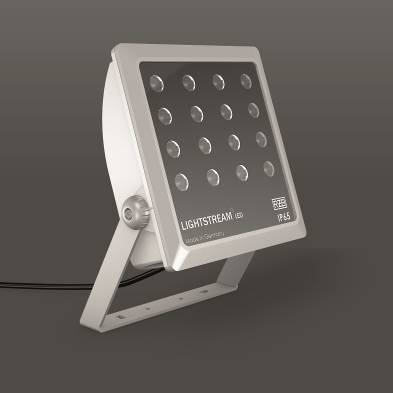 LIGHTSTREAM LED
Made in Germany
RZB
IP65